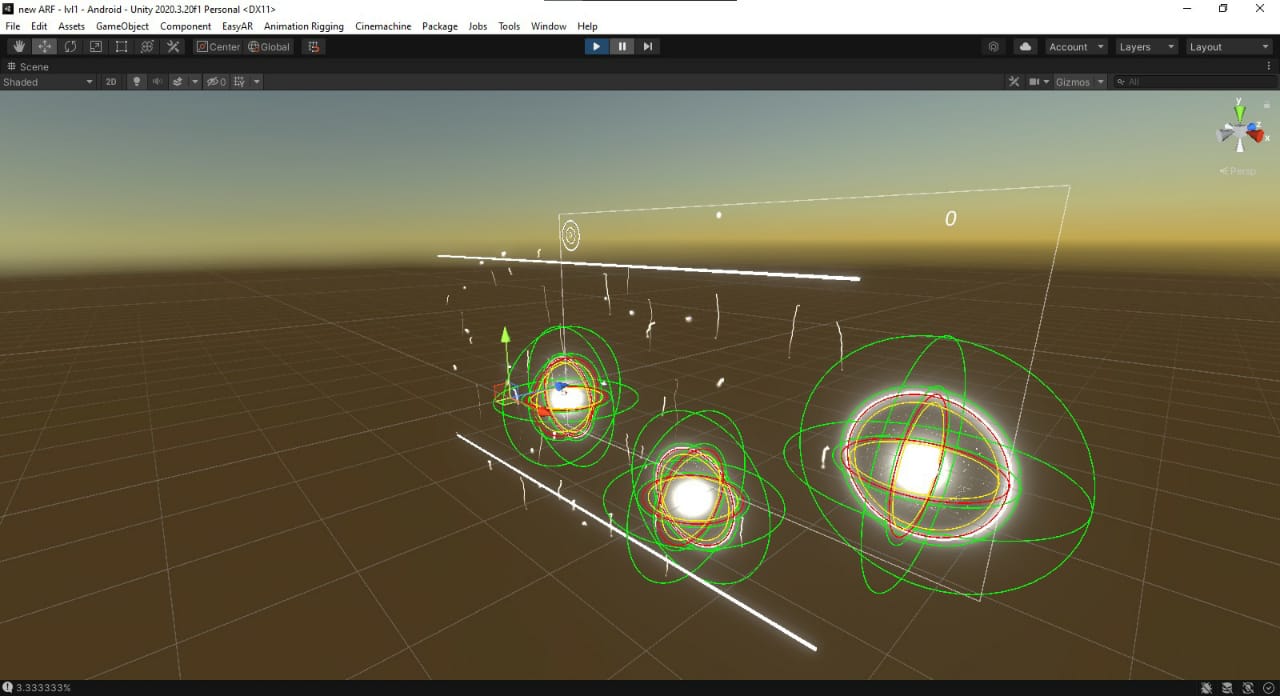 new ARF - lvl1 - Android - Unity 2020.3.20f1 Personal <DX11>
File Edit Assets GameObject Component EasyAR Animation Rigging Cinemachine Package Jobs Tools Window Help
Center Global Account Layers Layout
Scene
Shaded 2D 0 Gizmos All
y
z
x
Persp
0
3.333333%